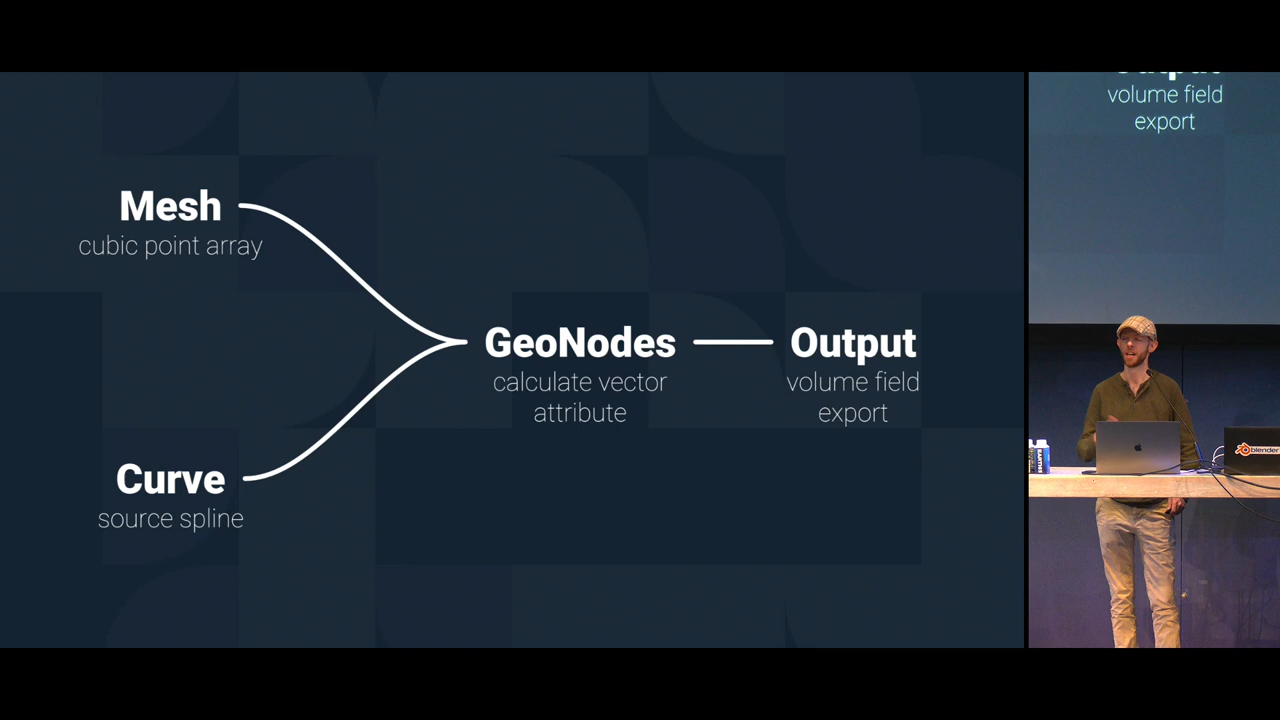 Mesh
cubic point array
GeoNodes
calculate vector
attribute
Output
volume field
export
Curve
source spline
volume field
export
blender